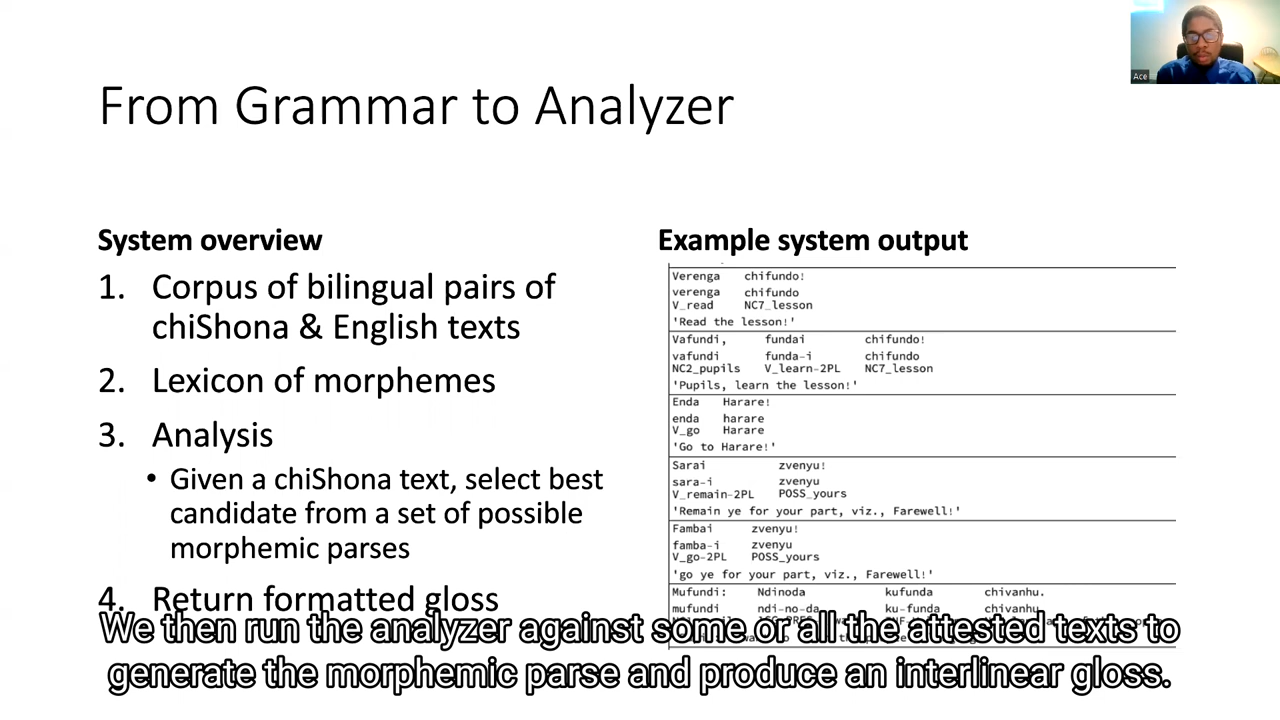 Ace
From Grammar to Analyzer
System overview
1. Corpus of bilingual pairs of
chiShona & English texts
2. Lexicon of morphemes
3. Analysis
• Given a chiShona text, select best
candidate from a set of possible
morphemic parses
4. Return formatted gloss
Example system output
Verenga chifundo!
verenga chifundo
V_read NC7_lesson
'Read the lesson!'
Vafundi, fundai chifundo!
vafundi funda-i chifundo
NC2_pupils V_learn-2PL NC7_lesson
'Pupils, learn the lesson!'
Enda Harare!
enda harare
V_go Harare
'Go to Harare!'
Sarai zvenyu!
sara-i zvenyu
V_remain-2PL POSS_yours
'Remain ye for your part, viz., Farewell!'
Fambai zvenyu!
famba-i zvenyu
V_go-2PL POSS_yours
'go ye for your part, viz., Farewell!'
Mufundi: Ndinoda kufunda chivanhu.
mufundi ndi-no-da ku-funda chivanhu
We then run the analyzer against some or all the attested texts to
generate the morphemic parse and produce an interlinear gloss.